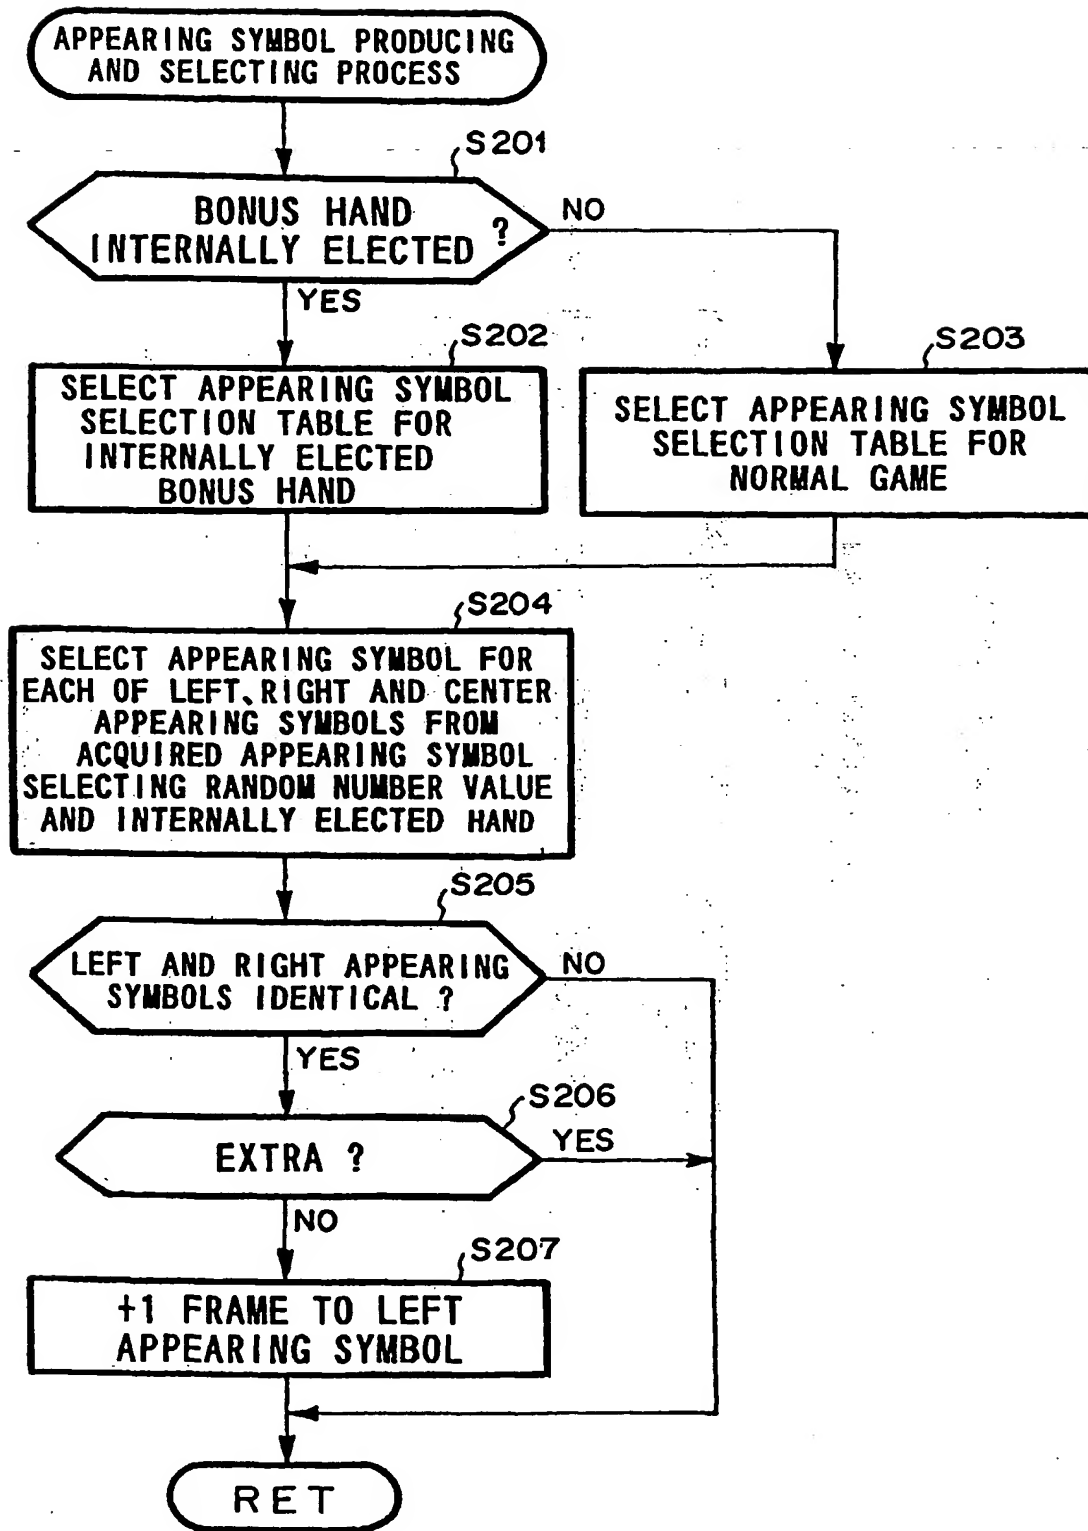 APPEARING SYMBOL PRODUCING
AND SELECTING PROCESS
S201
BONUS HAND
INTERNALLY ELECTED ?
NO
YES
S202
SELECT APPEARING SYMBOL
SELECTION TABLE FOR
INTERNALLY ELECTED
BONUS HAND
S203
SELECT APPEARING SYMBOL
SELECTION TABLE FOR
NORMAL GAME
S204
SELECT APPEARING SYMBOL FOR
EACH OF LEFT、RIGHT AND CENTER
APPEARING SYMBOLS FROM
ACQUIRED APPEARING SYMBOL
SELECTING RANDOM NUMBER VALUE
AND INTERNALLY ELECTED HAND
S205
LEFT AND RIGHT APPEARING
SYMBOLS IDENTICAL ?
NO
YES
S206
EXTRA ?
YES
NO
S207
+1 FRAME TO LEFT
APPEARING SYMBOL
RET